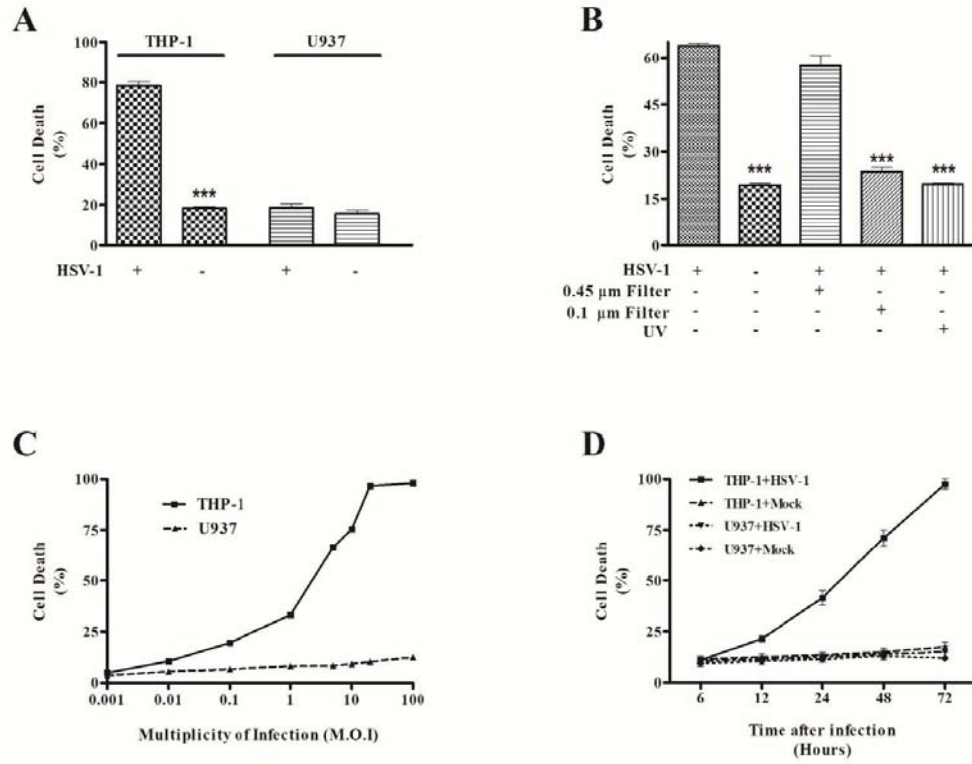 A
THP-1 U937
100
80
60
40
20
0
Cell Death
(%)
***
HSV-1 + - + -
B
60
45
30
15
0
Cell Death
(%)
*** *** ***
HSV-1 + - + + +
0.45 µm Filter - - + - -
0.1 µm Filter - - - + -
UV - - - - +
C
100
75
50
25
0
Cell Death
(%)
THP-1
U937
0.001 0.01 0.1 1 10 100
Multiplicity of Infection (M.O.I)
D
100
75
50
25
0
Cell Death
(%)
THP-1+HSV-1
THP-1+Mock
U937+HSV-1
U937+Mock
6 12 24 48 72
Time after infection
(Hours)